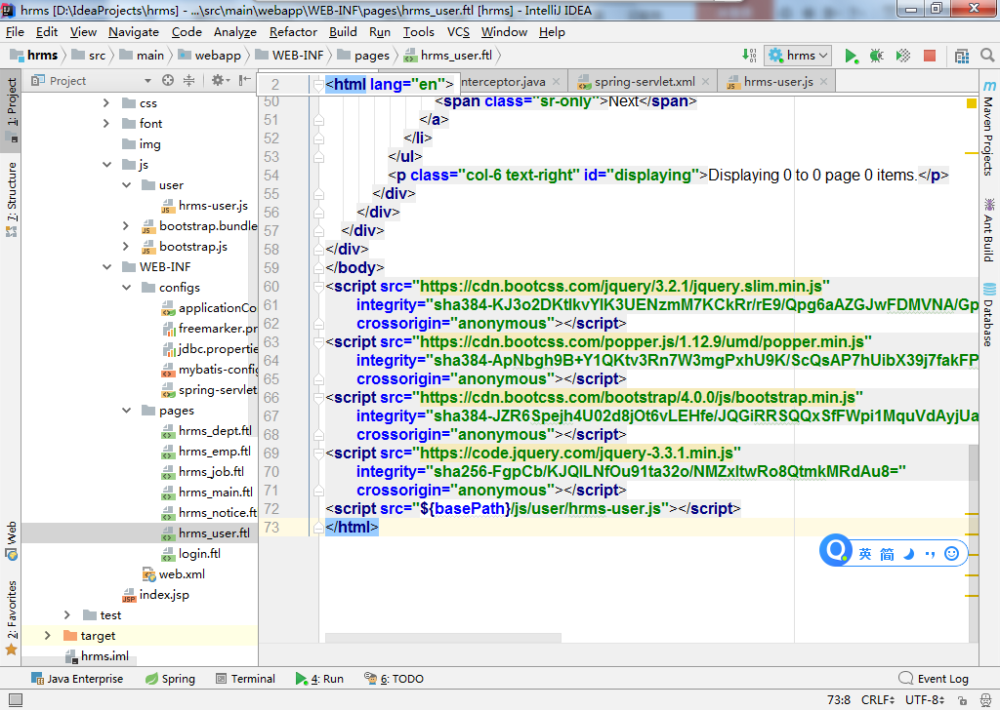 hrms [D:\IdeaProjects\hrms] - ...\src\main\webapp\WEB-INF\pages\hrms_user.ftl [hrms] - IntelliJ IDEA
File Edit View Navigate Code Analyze Refactor Build Run Tools VCS Window Help
hrms src main webapp WEB-INF pages hrms_user.ftl hrms
Project
nterceptor.java spring-servlet.xml hrms-user.js
1: Project
7: Structure
Web
2: Favorites
css
font
img
js
user
hrms-user.js
bootstrap.bundle
bootstrap.js
WEB-INF
configs
applicationCo
freemarker.pr
jdbc.propertie
mybatis-config
spring-servlet
pages
hrms_dept.ftl
hrms_emp.ftl
hrms_job.ftl
hrms_main.ftl
hrms_notice.ft
hrms_user.ftl
login.ftl
web.xml
index.jsp
test
target
hrms.iml
2 <html lang="en">
50 <span class="sr-only">Next</span>
51 </a>
52 </li>
53 </ul>
54 <p class="col-6 text-right" id="displaying">Displaying 0 to 0 page 0 items.</p>
55 </div>
56 </div>
57 </div>
58 </div>
59 </body>
60 <script src="https://cdn.bootcss.com/jquery/3.2.1/jquery.slim.min.js"
61 integrity="sha384-KJ3o2DKtIkvYIK3UENzmM7KCkRr/rE9/Qpg6aAZGJwFDMVNA/Gp
62 crossorigin="anonymous"></script>
63 <script src="https://cdn.bootcss.com/popper.js/1.12.9/umd/popper.min.js"
64 integrity="sha384-ApNbgh9B+Y1QKtv3Rn7W3mgPxhU9K/ScQsAP7hUibX39j7fakFP
65 crossorigin="anonymous"></script>
66 <script src="https://cdn.bootcss.com/bootstrap/4.0.0/js/bootstrap.min.js"
67 integrity="sha384-JZR6Spejh4U02d8jOt6vLEHfe/JQGiRRSQQxSfFWpi1MquVdAyjUa
68 crossorigin="anonymous"></script>
69 <script src="https://code.jquery.com/jquery-3.3.1.min.js"
70 integrity="sha256-FgpCb/KJQlLNfOu91ta32o/NMZxltwRo8QtmkMRdAu8="
71 crossorigin="anonymous"></script>
72 <script src="${basePath}/js/user/hrms-user.js"></script>
73 </html>
Maven Projects
Ant Build
Database
英 简
Java Enterprise Spring Terminal 4: Run 6: TODO Event Log
73:8 CRLF UTF-8